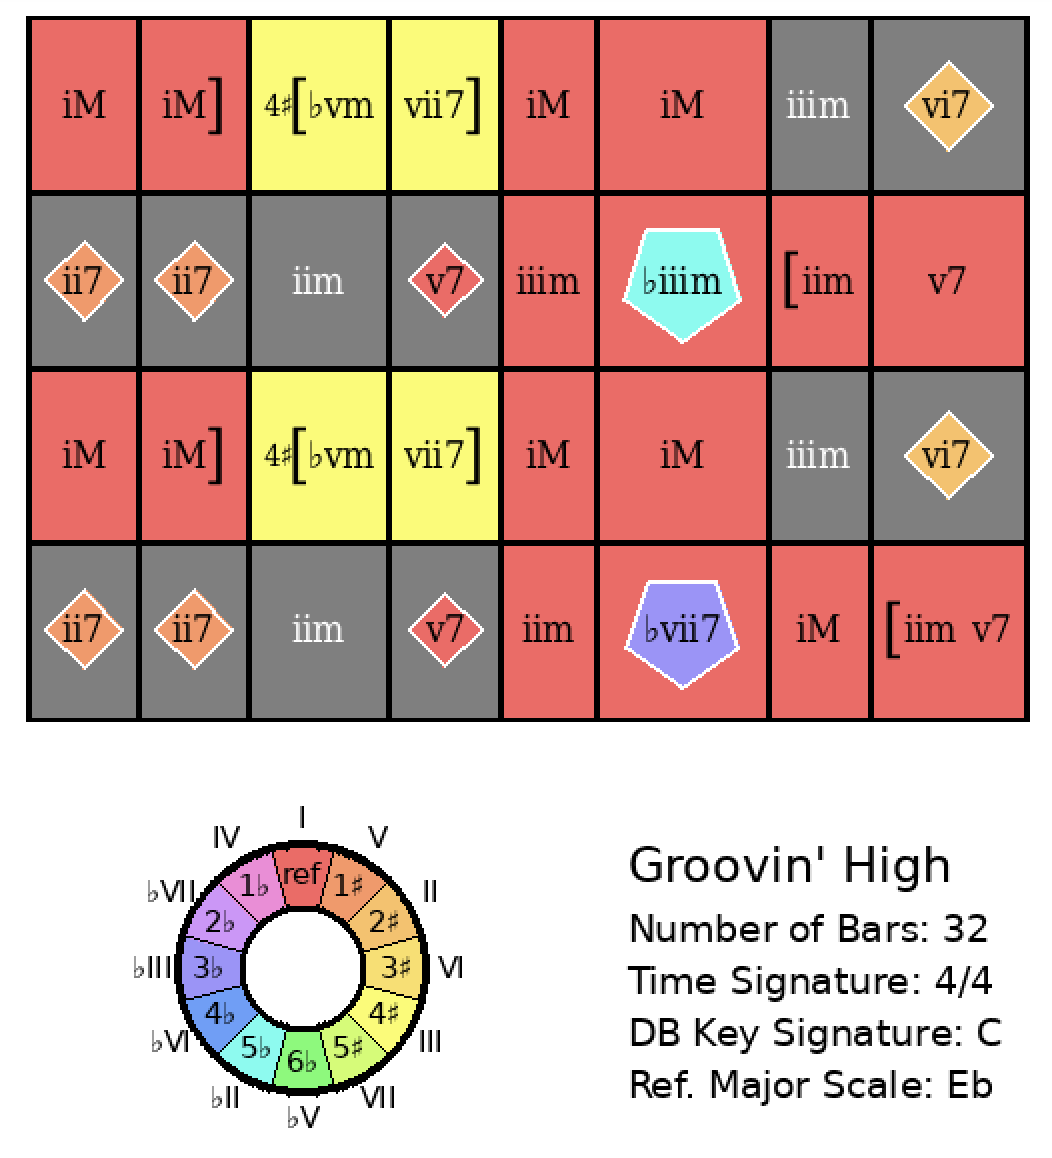 iM iM] 4♯[♭vm vii7] iM iM iiim vi7
ii7 ii7 iim v7 iiim ♭iiim [iim v7
iM iM] 4♯[♭vm vii7] iM iM iiim vi7
ii7 ii7 iim v7 iim ♭vii7 iM [iim v7
I
IV V
♭VII II
♭III VI
♭VI III
♭II VII
♭V
ref
1♭ 1♯
2♭ 2♯
3♭ 3♯
4♭ 4♯
5♭ 5♯
6♭
Groovin' High
Number of Bars: 32
Time Signature: 4/4
DB Key Signature: C
Ref. Major Scale: Eb